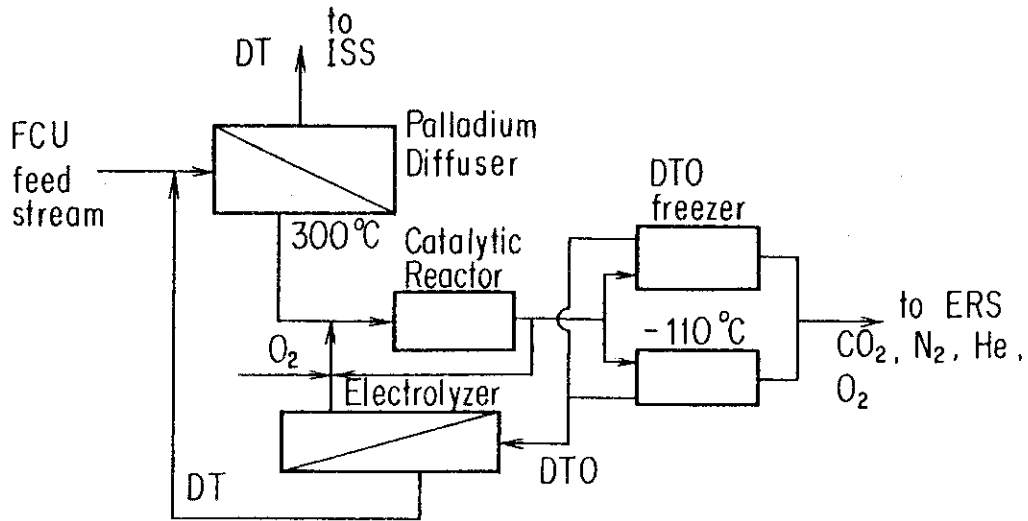 DT
to
ISS
FCU
feed
stream
Palladium
Diffuser
300°C
Catalytic
Reactor
DTO
freezer
-110°C
to ERS
CO₂, N₂, He,
O₂
O₂
Electrolyzer
DTO
DT